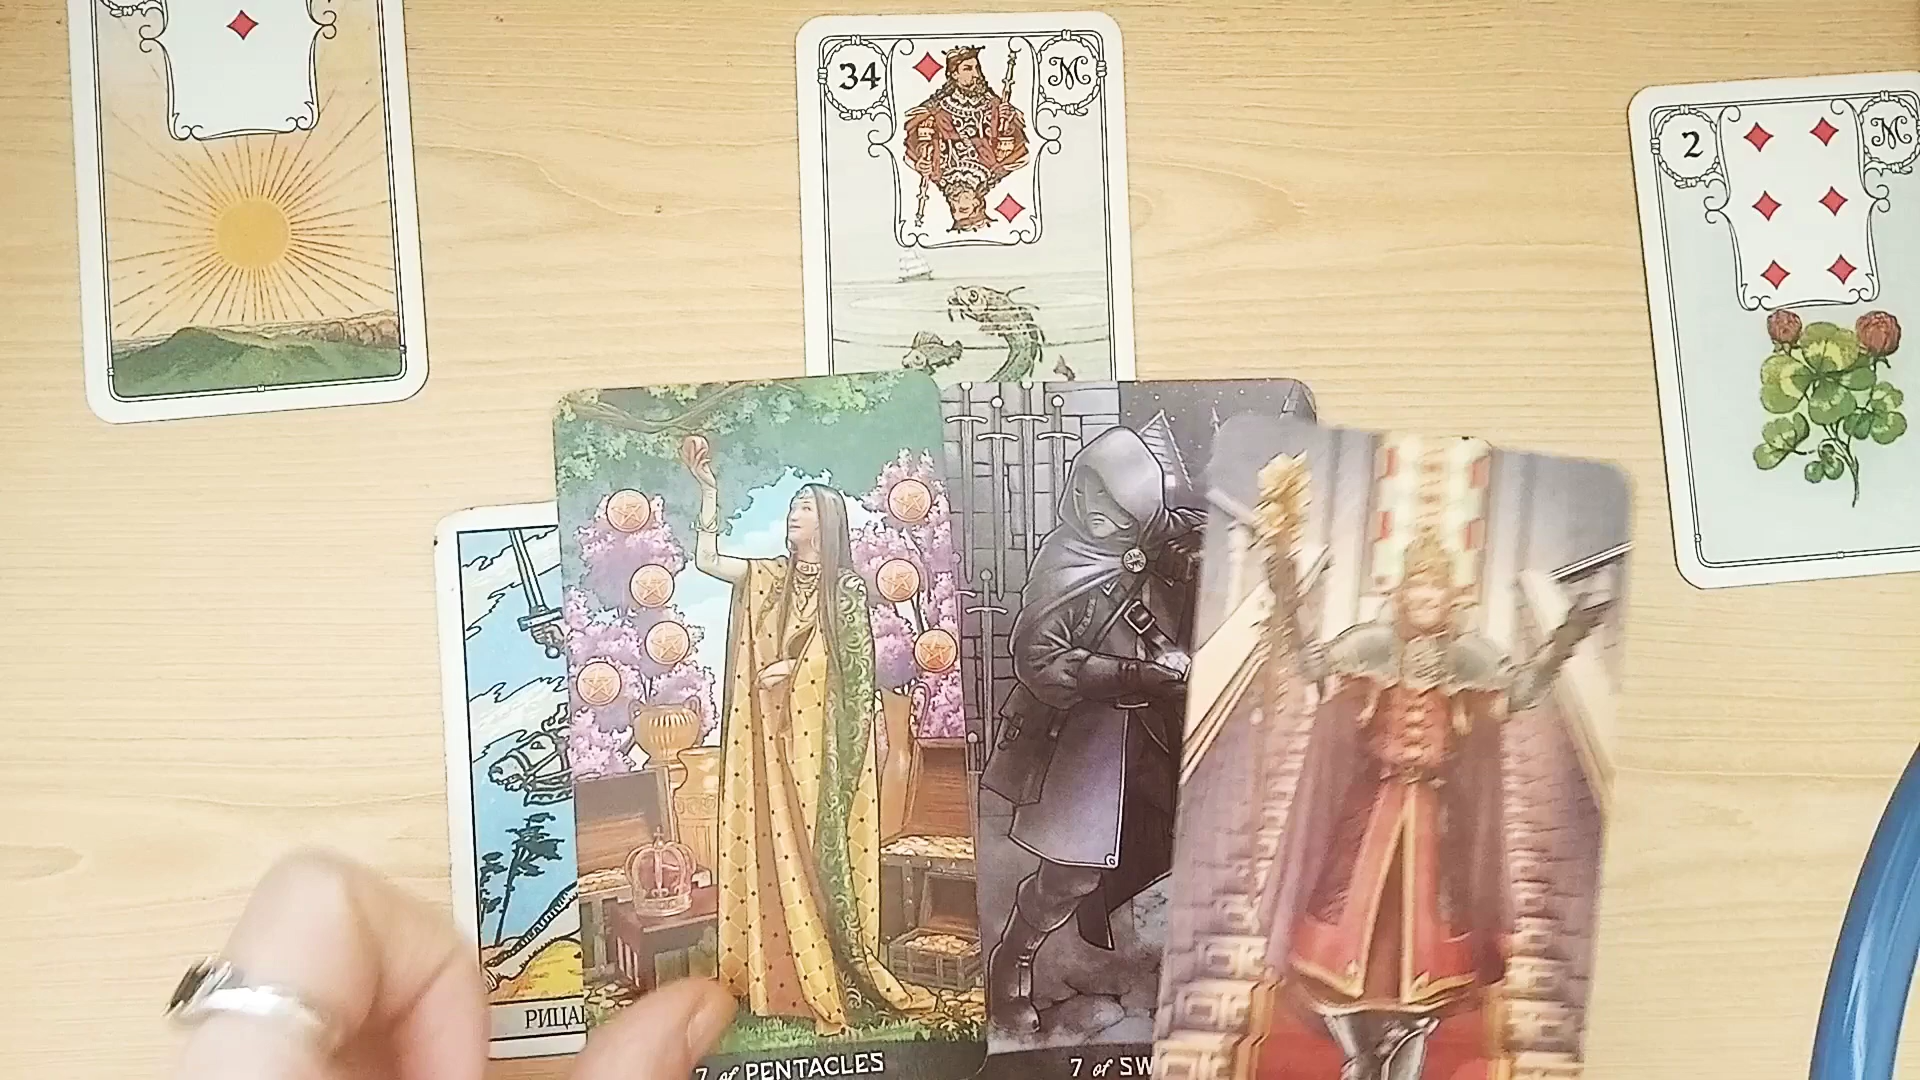 34
M
2
M
РИЦА
7 of PENTACLES
7 of SW